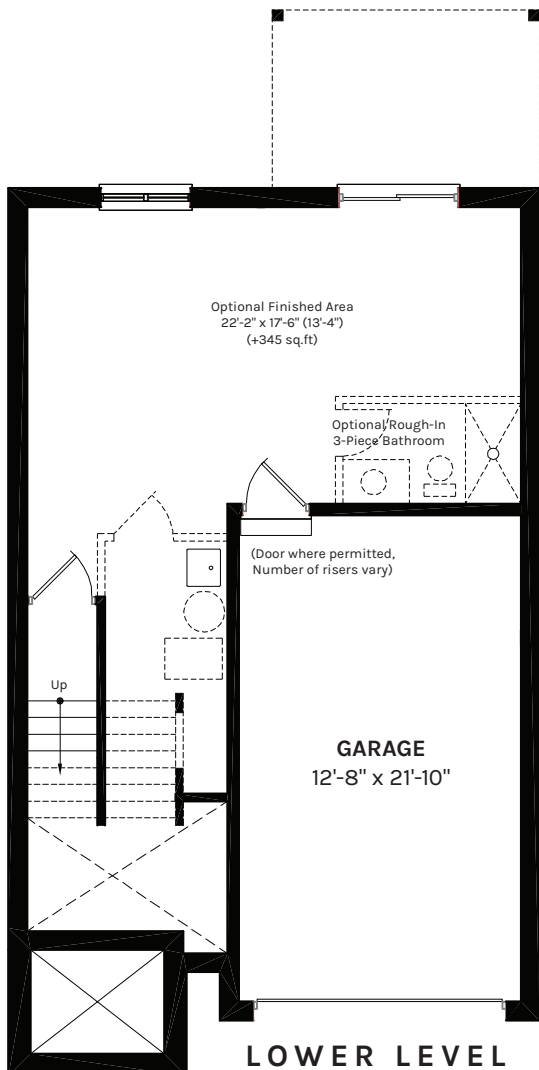 Optional Finished Area
22'-2" x 17'-6" (13'-4")
(+345 sq.ft)
Optional Rough-In
3-Piece Bathroom
(Door where permitted,
Number of risers vary)
Up
GARAGE
12'-8" x 21'-10"
LOWER LEVEL